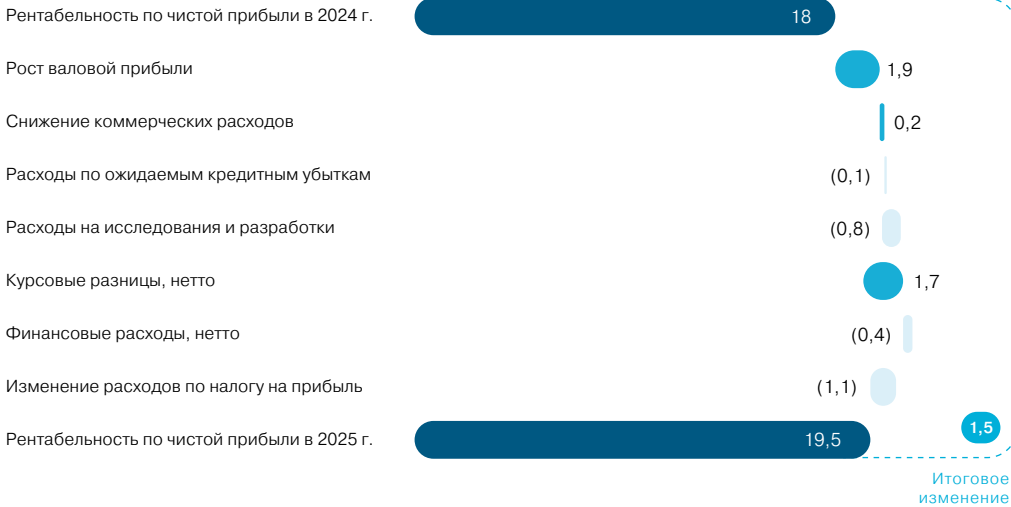 Рентабельность по чистой прибыли в 2024 г. 18
Рост валовой прибыли 1,9
Снижение коммерческих расходов 0,2
Расходы по ожидаемым кредитным убыткам (0,1)
Расходы на исследования и разработки (0,8)
Курсовые разницы, нетто 1,7
Финансовые расходы, нетто (0,4)
Изменение расходов по налогу на прибыль (1,1)
Рентабельность по чистой прибыли в 2025 г. 19,5 1,5
Итоговое
изменение